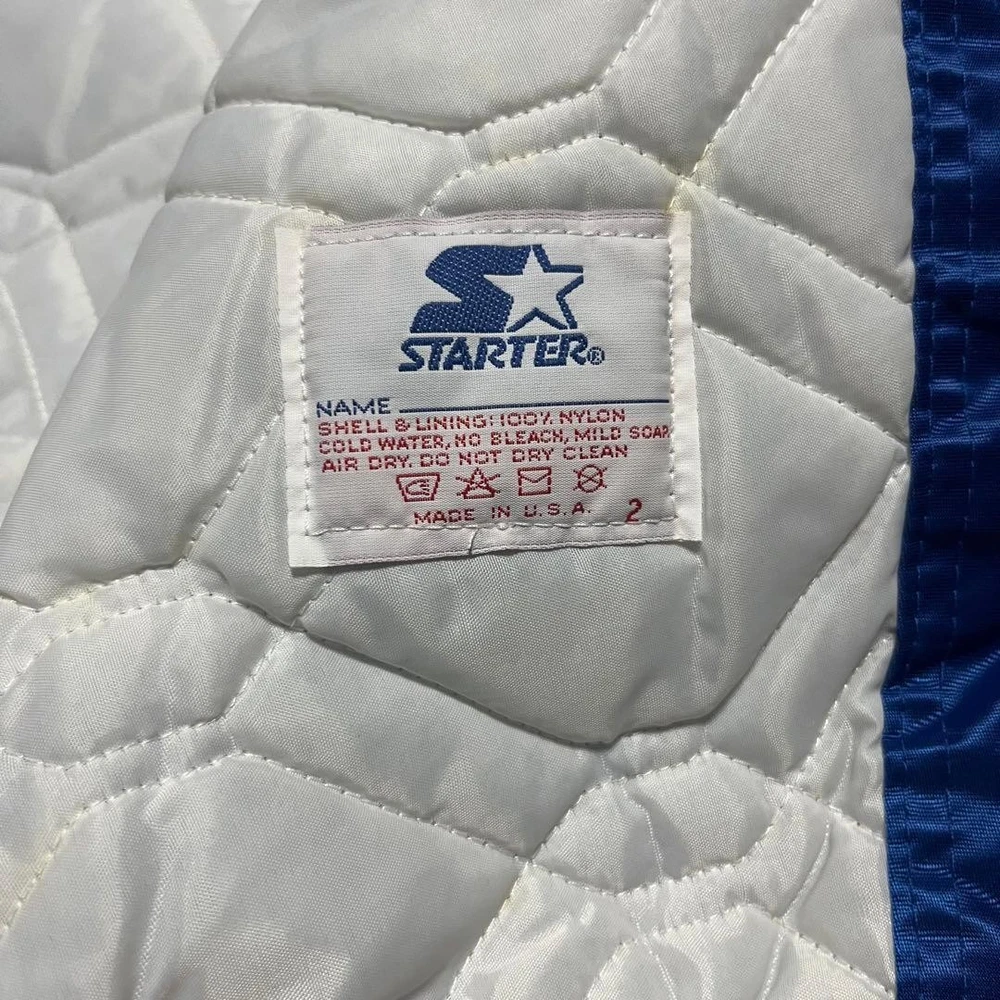 STARTER®
NAME
SHELL & LINING:100% NYLON
COLD WATER, NO BLEACH, MILD SOAP
AIR DRY. DO NOT DRY CLEAN
MADE IN U.S.A. 2